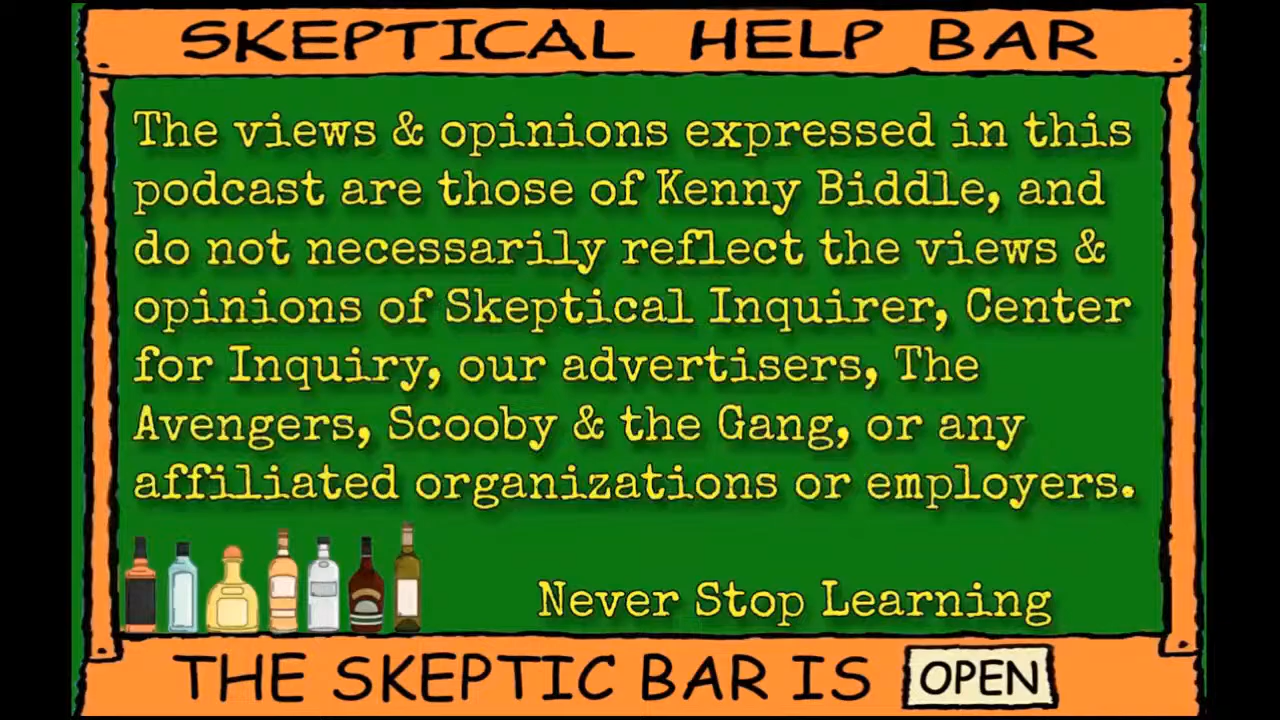 SKEPTICAL HELP BAR
The views & opinions expressed in this
podcast are those of Kenny Biddle, and
do not necessarily reflect the views &
opinions of Skeptical Inquirer, Center
for Inquiry, our advertisers, The
Avengers, Scooby & the Gang, or any
affiliated organizations or employers.
Never Stop Learning
THE SKEPTIC BAR IS OPEN